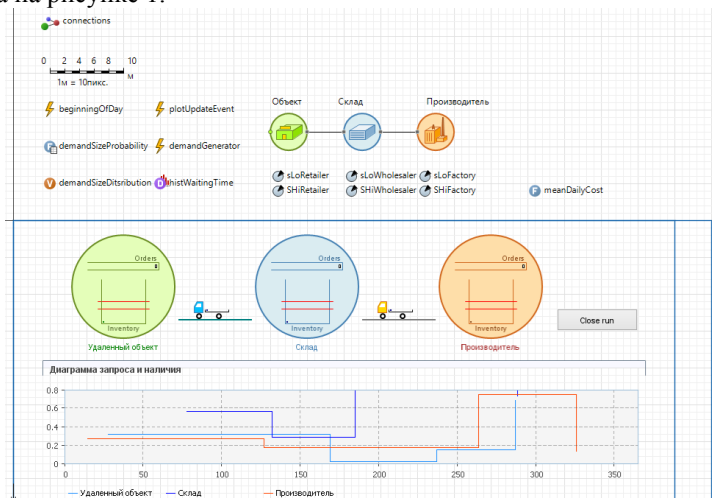 на рисунке 1.
connections
0 2 4 6 8 10
м
1м = 10пикс.
beginningOfDay plotUpdateEvent
Объект Склад Производитель
demandSizeProbability demandGenerator
sLoRetailer sLoWholesaler sLoFactory
demandSizeDitsribution histWaitingTime
SHiRetailer SHiWholesaler SHiFactory meanDailyCost
Orders Orders Orders
0 0 0
Inventory Inventory Inventory
Close run
Удаленный объект Склад Производитель
Диаграмма запроса и наличия
0.8
0.6
0.4
0.2
0
0 50 100 150 200 250 300 350
Удаленный объект Склад Производитель